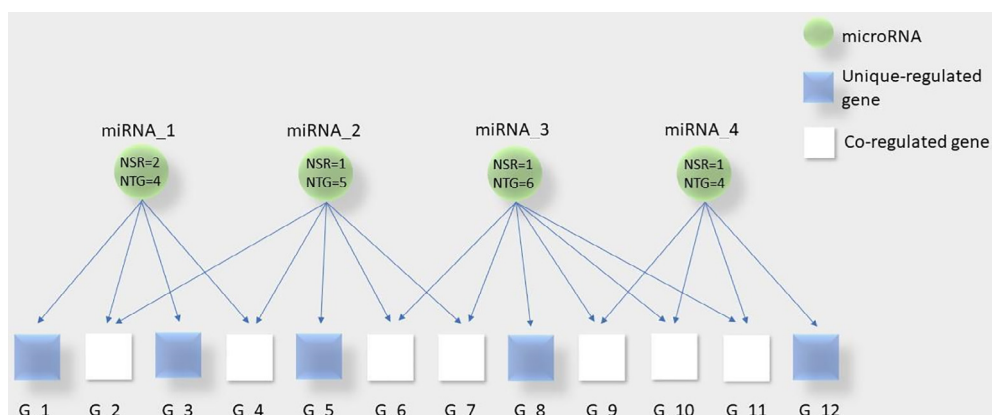 microRNA
Unique-regulated
gene
Co-regulated gene
miRNA_1 miRNA_2 miRNA_3 miRNA_4
NSR=2 NSR=1 NSR=1 NSR=1
NTG=4 NTG=5 NTG=6 NTG=4
G_1 G_2 G_3 G_4 G_5 G_6 G_7 G_8 G_9 G_10 G_11 G_12